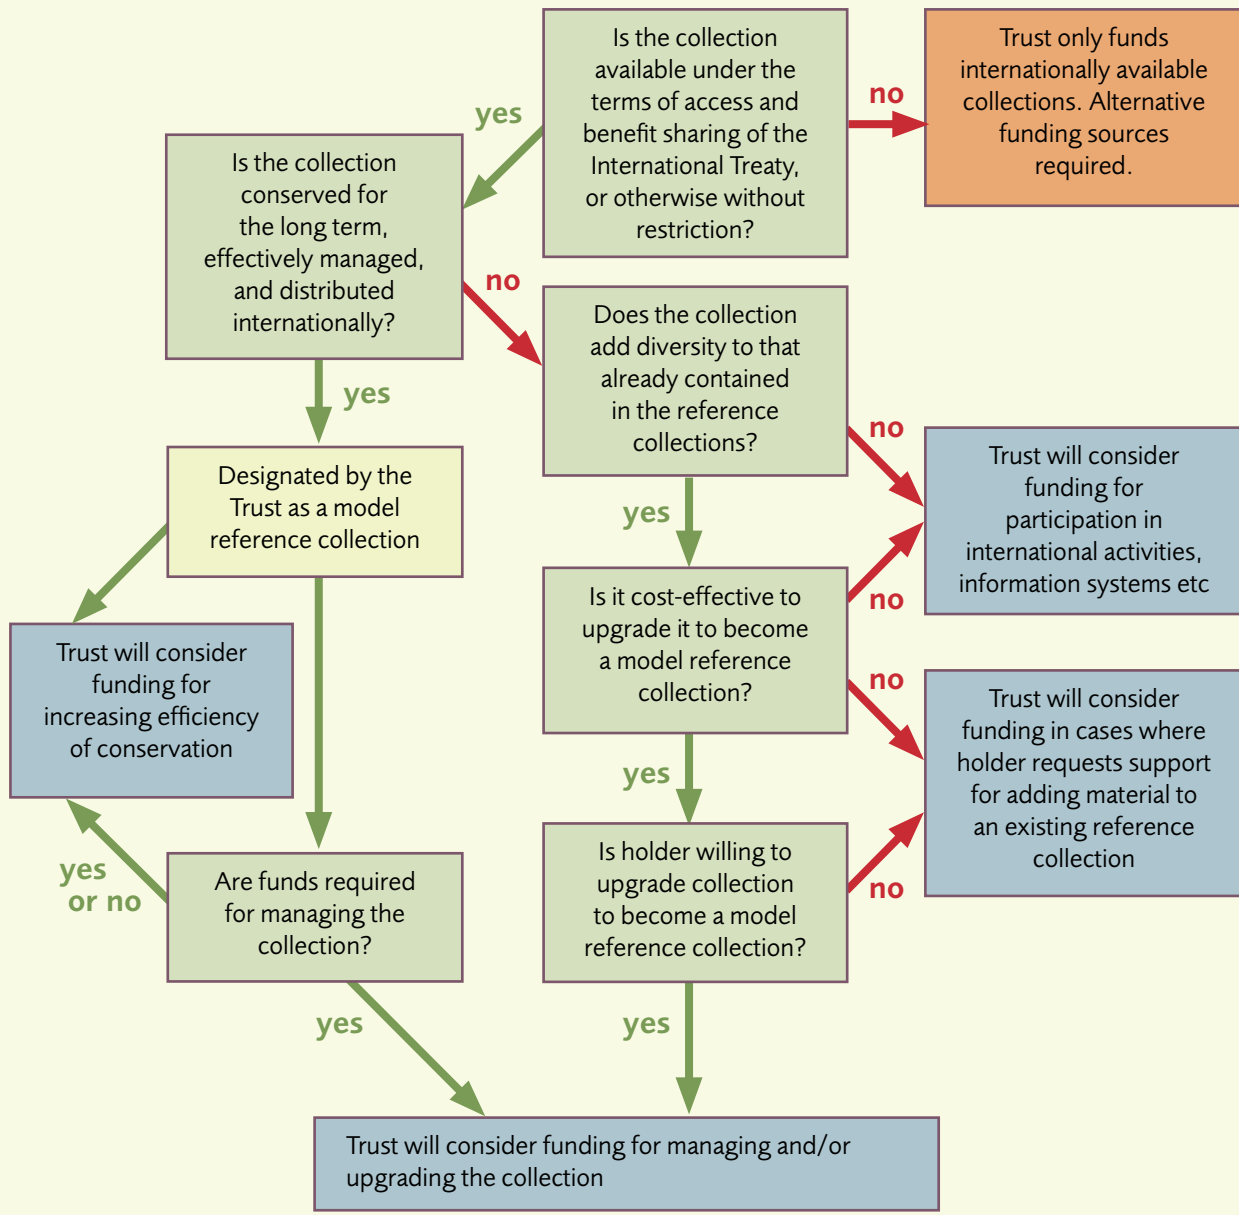 Is the collection
available under the
terms of access and
benefit sharing of the
International Treaty,
or otherwise without
restriction?
no
Trust only funds
internationally available
collections. Alternative
funding sources
required.
yes
Is the collection
conserved for
the long term,
effectively managed,
and distributed
internationally?
no
Does the collection
add diversity to that
already contained
in the reference
collections?
yes
Designated by the
Trust as a model
reference collection
no
Trust will consider
funding for
participation in
international activities,
information systems etc
yes
Is it cost-effective to
upgrade it to become
a model reference
collection?
no
no
Trust will consider
funding for
increasing efficiency
of conservation
Trust will consider
funding in cases where
holder requests support
for adding material to
an existing reference
collection
yes
Is holder willing to
upgrade collection
to become a model
reference collection?
no
yes
or no
Are funds required
for managing the
collection?
yes
yes
Trust will consider funding for managing and/or
upgrading the collection